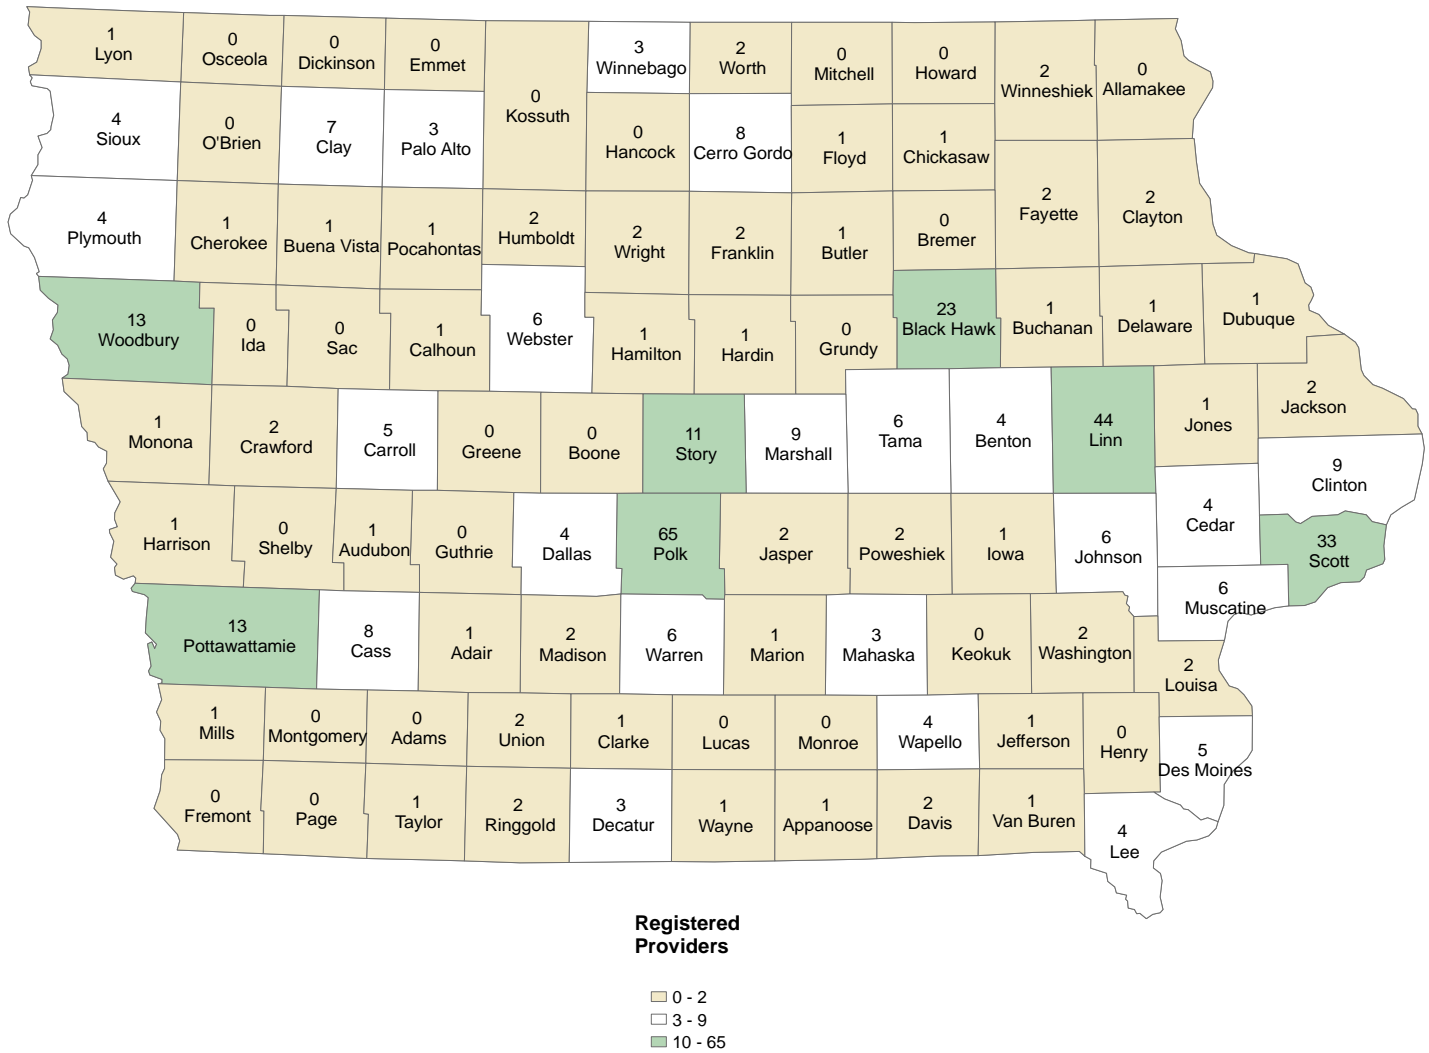 1
Lyon
0
Osceola
0
Dickinson
0
Emmet
0
Kossuth
3
Winnebago
2
Worth
0
Mitchell
0
Howard
2
Winneshiek
0
Allamakee
4
Sioux
0
O'Brien
7
Clay
3
Palo Alto
0
Hancock
8
Cerro Gordo
1
Floyd
1
Chickasaw
4
Plymouth
1
Cherokee
1
Buena Vista
1
Pocahontas
2
Humboldt
2
Wright
2
Franklin
1
Butler
0
Bremer
2
Fayette
2
Clayton
13
Woodbury
0
Ida
0
Sac
1
Calhoun
6
Webster
1
Hamilton
1
Hardin
0
Grundy
23
Black Hawk
1
Buchanan
1
Delaware
1
Dubuque
1
Monona
2
Crawford
5
Carroll
0
Greene
0
Boone
11
Story
9
Marshall
6
Tama
4
Benton
44
Linn
1
Jones
2
Jackson
9
Clinton
1
Harrison
0
Shelby
1
Audubon
0
Guthrie
4
Dallas
65
Polk
2
Jasper
2
Poweshiek
1
Iowa
6
Johnson
4
Cedar
33
Scott
6
Muscatine
13
Pottawattamie
8
Cass
1
Adair
2
Madison
6
Warren
1
Marion
3
Mahaska
0
Keokuk
2
Washington
2
Louisa
1
Mills
0
Montgomery
0
Adams
2
Union
1
Clarke
0
Lucas
0
Monroe
4
Wapello
1
Jefferson
0
Henry
5
Des Moines
0
Fremont
0
Page
1
Taylor
2
Ringgold
3
Decatur
1
Wayne
1
Appanoose
2
Davis
1
Van Buren
4
Lee
Registered
Providers
0 - 2
3 - 9
10 - 65